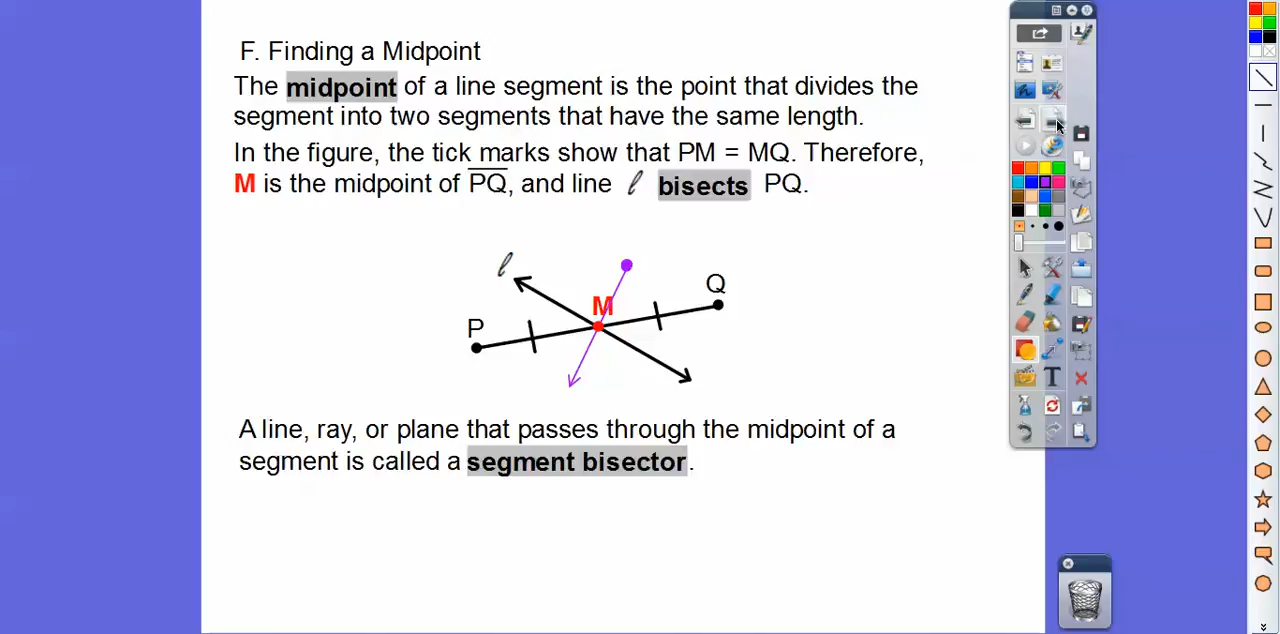 F. Finding a Midpoint
The midpoint of a line segment is the point that divides the
segment into two segments that have the same length.
In the figure, the tick marks show that PM = MQ. Therefore,
M is the midpoint of P̅Q̅, and line ℓ bisects PQ.
ℓ
Q
M
P
A line, ray, or plane that passes through the midpoint of a
segment is called a segment bisector.
T